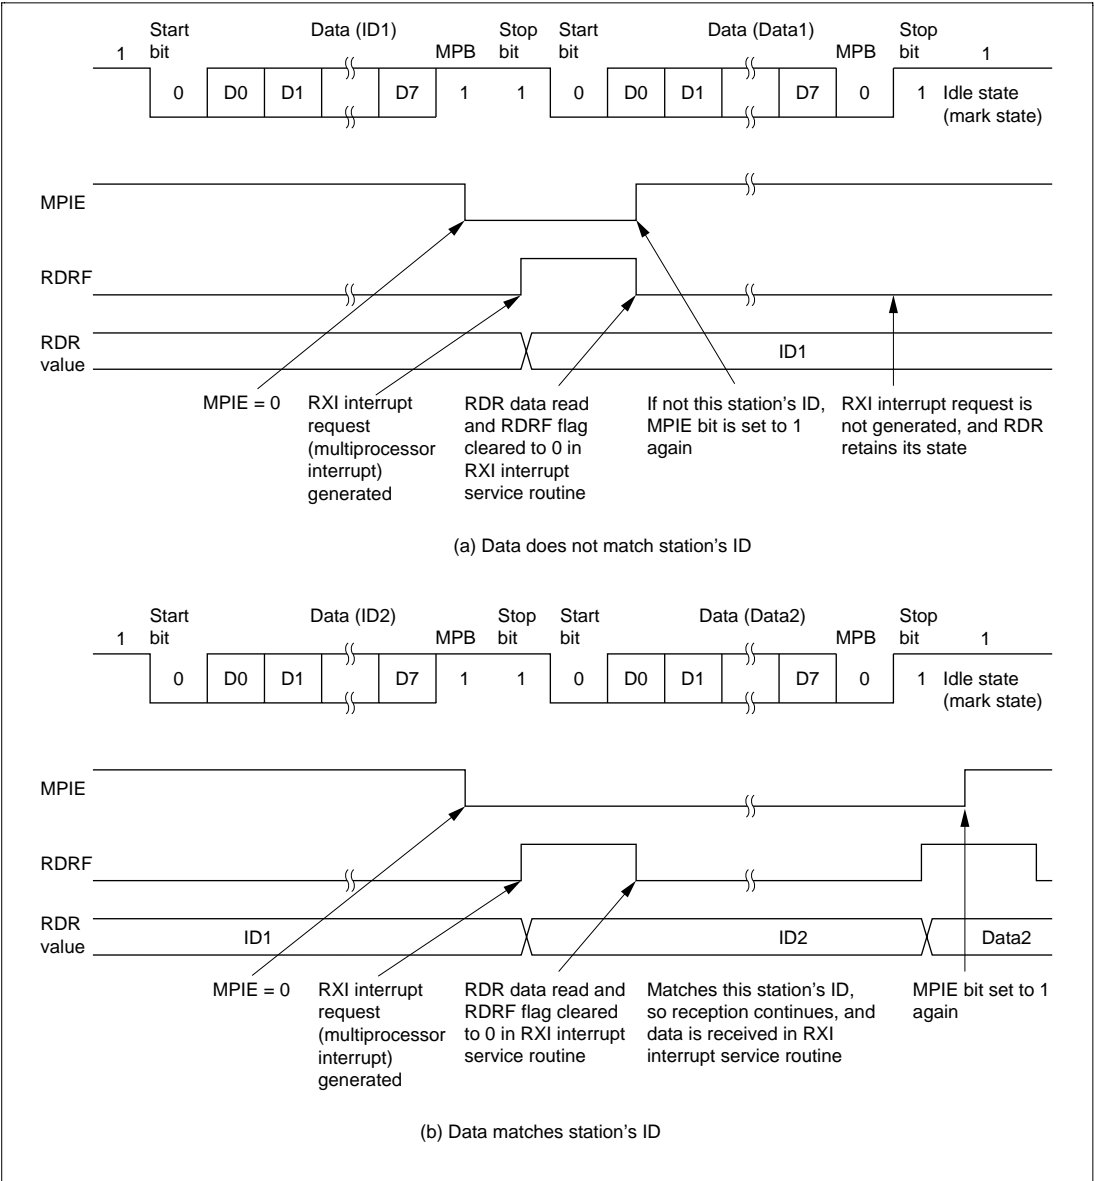 Start Data (ID1) Stop Start Data (Data1) Stop
1 bit MPB bit bit MPB bit 1
0 D0 D1 D7 1 1 0 D0 D1 D7 0 1 Idle state
(mark state)
MPIE
RDRF
RDR
value
ID1
MPIE = 0
RXI interrupt
request
(multiprocessor
interrupt)
generated
RDR data read
and RDRF flag
cleared to 0 in
RXI interrupt
service routine
If not this station's ID,
MPIE bit is set to 1
again
RXI interrupt request is
not generated, and RDR
retains its state
(a) Data does not match station's ID
Start Data (ID2) Stop Start Data (Data2) Stop
1 bit MPB bit bit MPB bit 1
0 D0 D1 D7 1 1 0 D0 D1 D7 0 1 Idle state
(mark state)
MPIE
RDRF
RDR
value
ID1 ID2 Data2
MPIE = 0
RXI interrupt
request
(multiprocessor
interrupt)
generated
RDR data read and
RDRF flag cleared
to 0 in RXI interrupt
service routine
Matches this station's ID,
so reception continues, and
data is received in RXI
interrupt service routine
MPIE bit set to 1
again
(b) Data matches station's ID